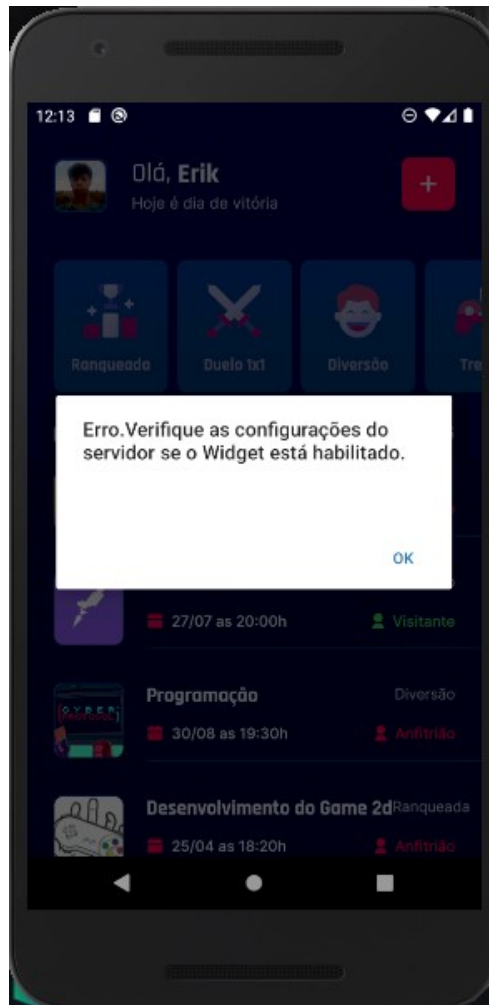 12:13
Olá, Erik
Hoje é dia de vitória
+
Ranqueada
Duelo 1x1
Diversão
Tre
Erro.Verifique as configurações do
servidor se o Widget está habilitado.
OK
27/07 as 20:00h
Visitante
Programação
Diversão
30/08 as 19:30h
Anfitrião
Desenvolvimento do Game 2d
Ranqueada
25/04 as 18:20h
Anfitrião